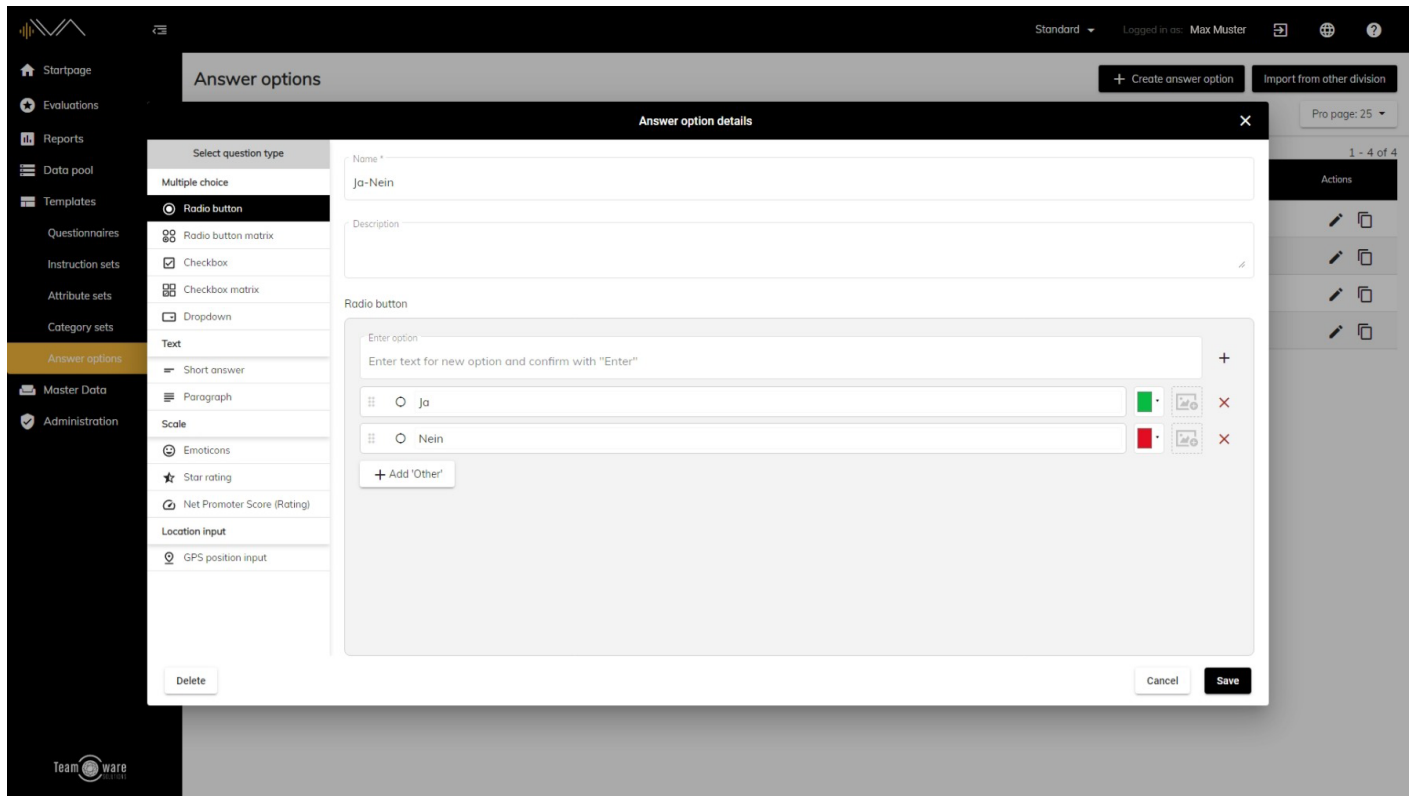 Standard
Logged in as: Max Muster
Startpage
Evaluations
Reports
Data pool
Templates
Questionnaires
Instruction sets
Attribute sets
Category sets
Answer options
Master Data
Administration
Team ware
SOLUTIONS
Answer options
+ Create answer option
Import from other division
Pro page: 25
1 - 4 of 4
Actions
Answer option details
Select question type
Multiple choice
Radio button
Radio button matrix
Checkbox
Checkbox matrix
Dropdown
Text
Short answer
Paragraph
Scale
Emoticons
Star rating
Net Promoter Score (Rating)
Location input
GPS position input
Name *
Ja-Nein
Description
Radio button
Enter option
Enter text for new option and confirm with "Enter"
Ja
Nein
+ Add 'Other'
Delete
Cancel
Save